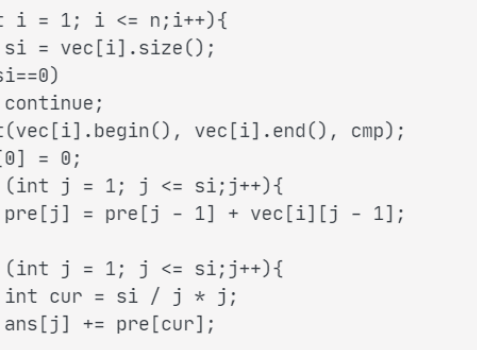 t i = 1; i <= n;i++){
si = vec[i].size();
si==0)
continue;
t(vec[i].begin(), vec[i].end(), cmp);
[0] = 0;
(int j = 1; j <= si;j++){
pre[j] = pre[j - 1] + vec[i][j - 1];
(int j = 1; j <= si;j++){
int cur = si / j * j;
ans[j] += pre[cur];